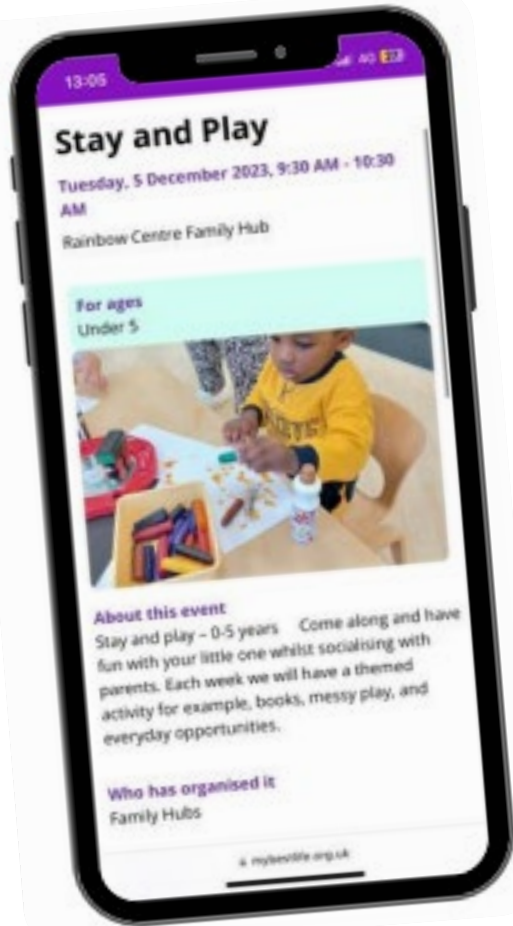 13:05
4G
Stay and Play
Tuesday, 5 December 2023, 9:30 AM - 10:30
AM
Rainbow Centre Family Hub
For ages
Under 5
About this event
Stay and play – 0-5 years Come along and have
fun with your little one whilst socialising with
parents. Each week we will have a themed
activity for example, books, messy play, and
everyday opportunities.
Who has organised it
Family Hubs
mybestlife.org.uk